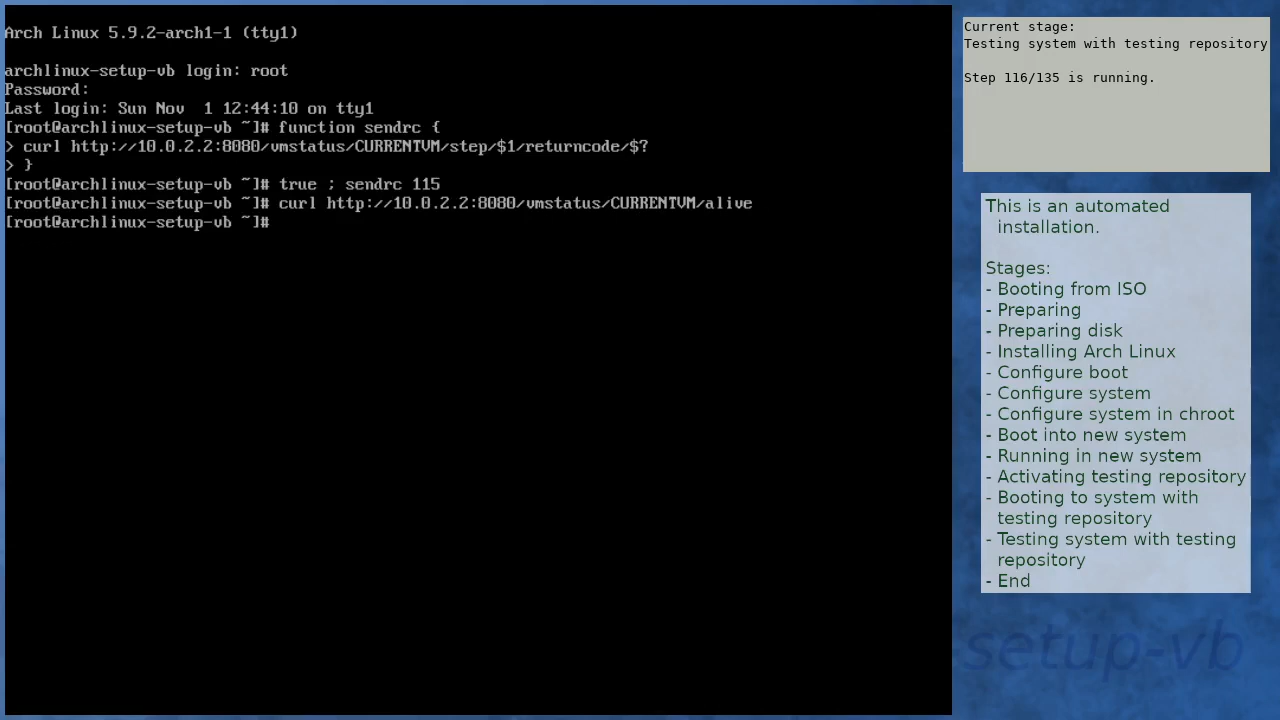 Arch Linux 5.9.2-arch1-1 (tty1)
archlinux-setup-vb login: root
Password:
Last login: Sun Nov  1 12:44:10 on tty1
[root@archlinux-setup-vb ~]# function sendrc {
> curl http://10.0.2.2:8080/vmstatus/CURRENTVM/step/$1/returncode/$?
> }
[root@archlinux-setup-vb ~]# true ; sendrc 115
[root@archlinux-setup-vb ~]# curl http://10.0.2.2:8080/vmstatus/CURRENTVM/alive
[root@archlinux-setup-vb ~]#
Current stage:
Testing system with testing repository
Step 116/135 is running.
This is an automated
installation.
Stages:
- Booting from ISO
- Preparing
- Preparing disk
- Installing Arch Linux
- Configure boot
- Configure system
- Configure system in chroot
- Boot into new system
- Running in new system
- Activating testing repository
- Booting to system with
testing repository
- Testing system with testing
repository
- End
setup-vb